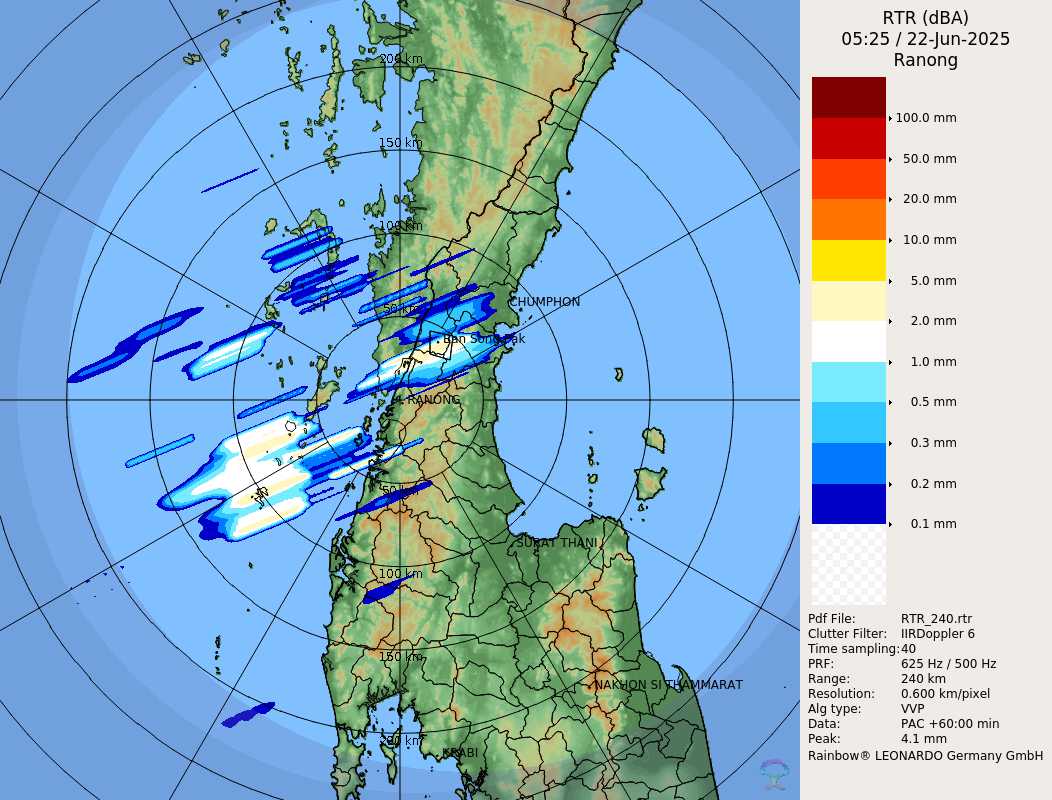 RTR (dBA)
05:25 / 22-Jun-2025
Ranong
100.0 mm
50.0 mm
20.0 mm
10.0 mm
5.0 mm
2.0 mm
1.0 mm
0.5 mm
0.3 mm
0.2 mm
0.1 mm
Pdf File: RTR_240.rtr
Clutter Filter: IIRDoppler 6
Time sampling:40
PRF: 625 Hz / 500 Hz
Range: 240 km
Resolution: 0.600 km/pixel
Alg type: VVP
Data: PAC +60:00 min
Peak: 4.1 mm
Rainbow® LEONARDO Germany GmbH
200 km
150 km
100 km
50 km
CHUMPHON
RANONG
50 km
SURAT THANI
100 km
150 km
NAKHON SI THAMMARAT
200 km
KRABI